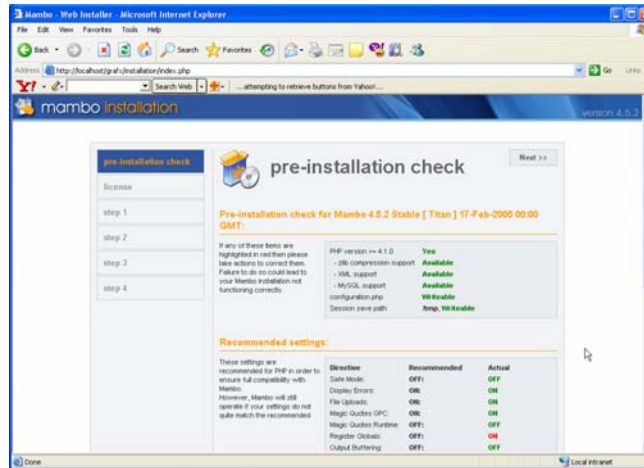 Mambo - Web Installer - Microsoft Internet Explorer
File Edit View Favorites Tools Help
Back Search Favorites
Address http://localhost/grafx/installation/index.php Go Links
Y! Search Web ...attempting to retrieve buttons from Yahoo!...
mambo installation
version 4.5.2
pre-installation check
license
step 1
step 2
step 3
step 4
pre-installation check
Next >>
Pre-installation check for Mambo 4.5.2 Stable [ Titan ] 17-Feb-2005 00:00
GMT:
If any of these items are
highlighted in red then please
take actions to correct them.
Failure to do so could lead to
your Mambo installation not
functioning correctly.
PHP version >= 4.1.0 Yes
- zlib compression support Available
- XML support Available
- MySQL support Available
configuration.php Writeable
Session save path /tmp, Writeable
Recommended settings:
These settings are
recommended for PHP in order to
ensure full compatibility with
Mambo.
However, Mambo will still
operate if your settings do not
quite match the recommended
Directive Recommended Actual
Safe Mode: OFF: OFF
Display Errors: ON: ON
File Uploads: ON: ON
Magic Quotes GPC: ON: ON
Magic Quotes Runtime: OFF: OFF
Register Globals: OFF: ON
Output Buffering: OFF: OFF
Done
Local intranet